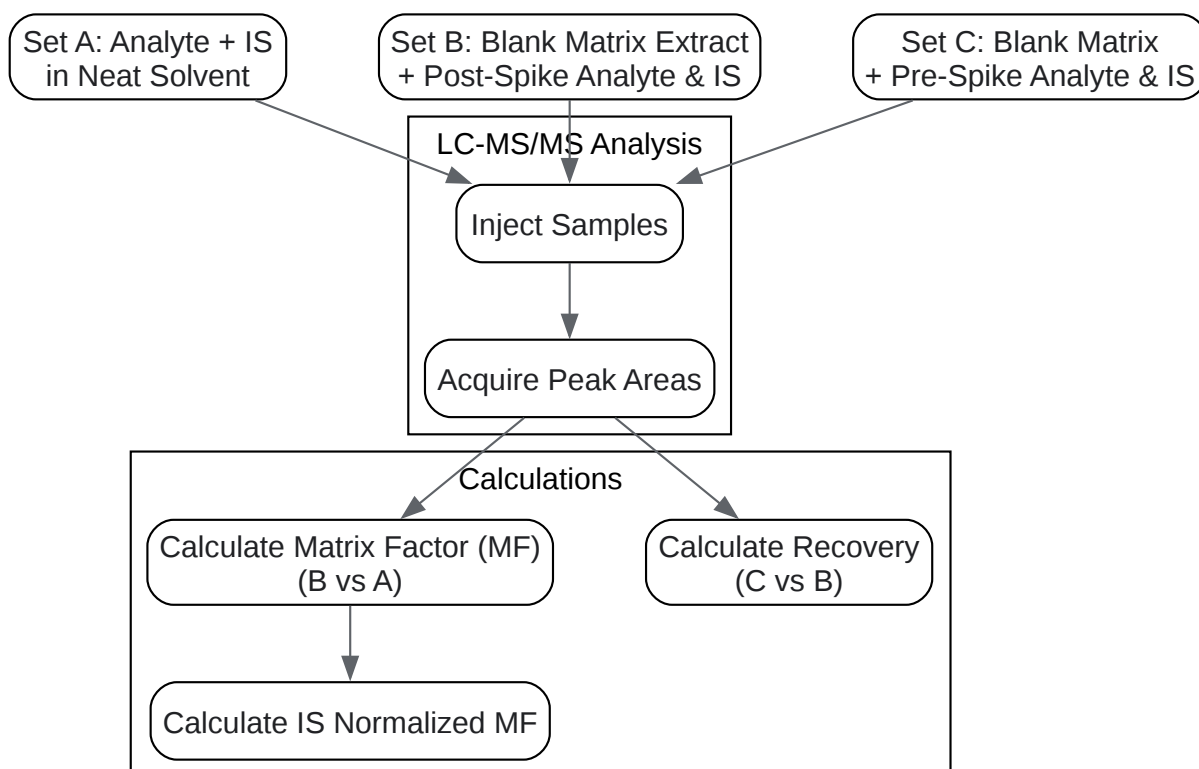 Set A: Analyte + IS
in Neat Solvent
Set B: Blank Matrix Extract
+ Post-Spike Analyte & IS
Set C: Blank Matrix
+ Pre-Spike Analyte & IS
LC-MS/MS Analysis
Inject Samples
Acquire Peak Areas
Calculations
Calculate Matrix Factor (MF)
(B vs A)
Calculate Recovery
(C vs B)
Calculate IS Normalized MF